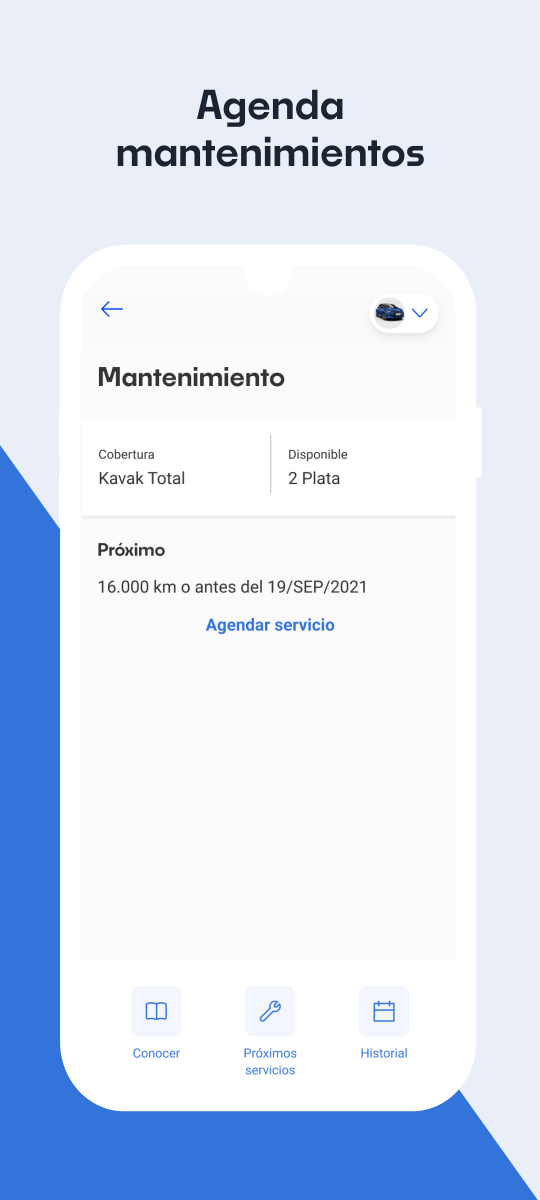 Agenda
mantenimientos
Mantenimiento
Cobertura
Kavak Total
Disponible
2 Plata
Próximo
16.000 km o antes del 19/SEP/2021
Agendar servicio
Conocer
Próximos
servicios
Historial